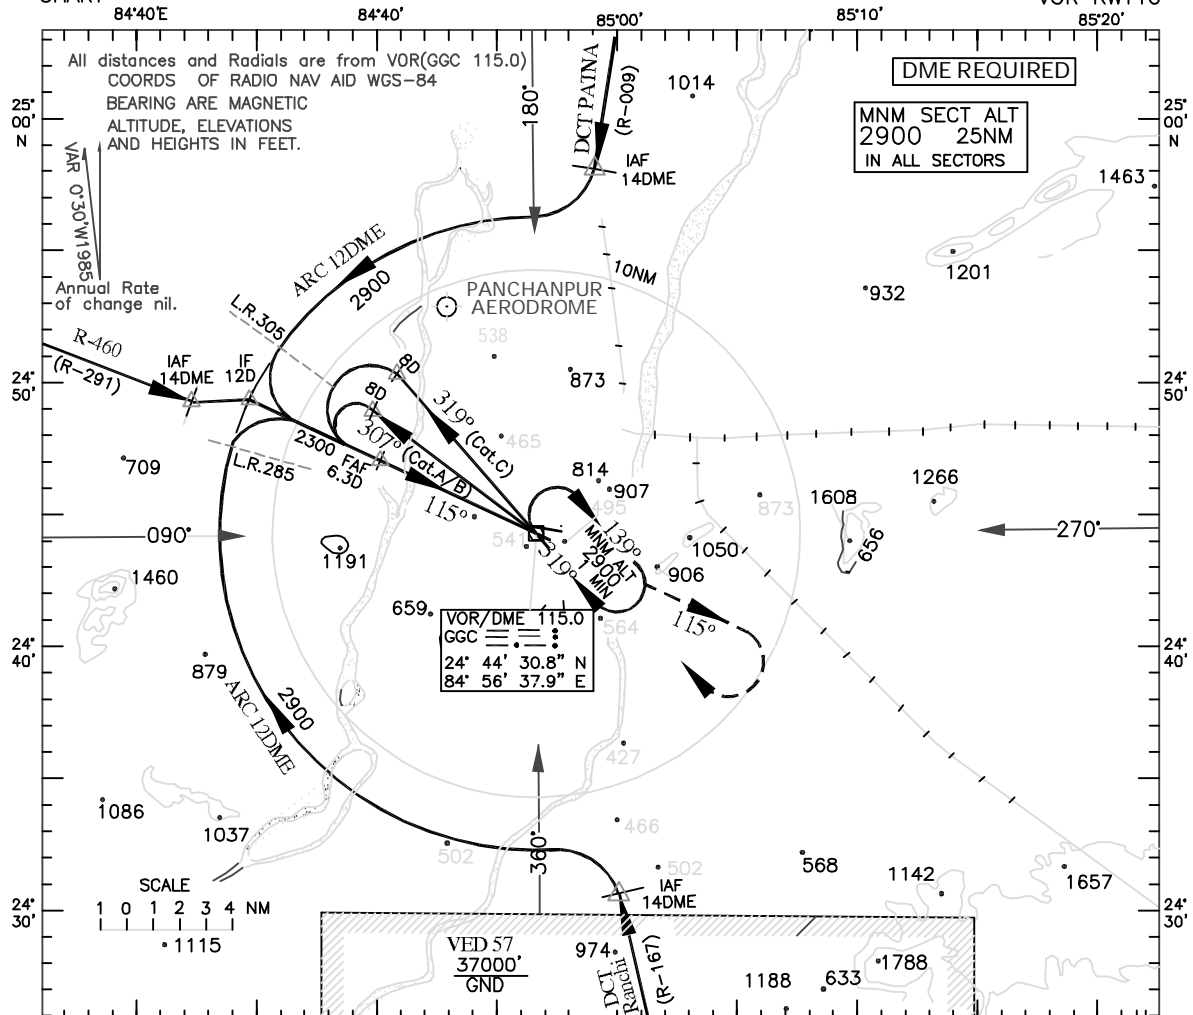 84°40'E
84°40'
85°00'
85°10'
85°20'
All distances and Radials are from VOR(GGC 115.0)
COORDS OF RADIO NAV AID WGS-84
BEARING ARE MAGNETIC
ALTITUDE, ELEVATIONS
AND HEIGHTS IN FEET.
VAR 0°30'W1985
Annual Rate
of change nil.
180°
DCT PATNA
(R-009)
IAF
14DME
1014
DME REQUIRED
MNM SECT ALT
2900 25NM
IN ALL SECTORS
25°
00'
N
25°
00'
N
1463
1201
932
ARC 12DME
2900
10NM
PANCHANPUR
AERODROME
538
873
L.R.305
R-460
(R-291)
IAF
14DME
IF
12D
8D
8D
319°
(Cat.C)
307°
(Cat.A/B)
2300
FAF
6.3D
115°
465
24°
50'
24°
50'
709
L.R.285
814
907
495
873
1266
1608
656
090°
270°
541
1191
139°
MNM ALT
2900
1 MIN
319°
1050
906
115°
1460
659
564
VOR/DME 115.0
GGC
24° 44' 30.8" N
84° 56' 37.9" E
24°
40'
24°
40'
879
ARC 12DME
2900
427
1086
1037
502
466
502
360°
568
1142
1657
IAF
14DME
SCALE
1 0 1 2 3 4 NM
1115
24°
30'
24°
30'
VED 57
37000'
GND
974
DCT
Ranchi
(R-167)
1188
633
1788